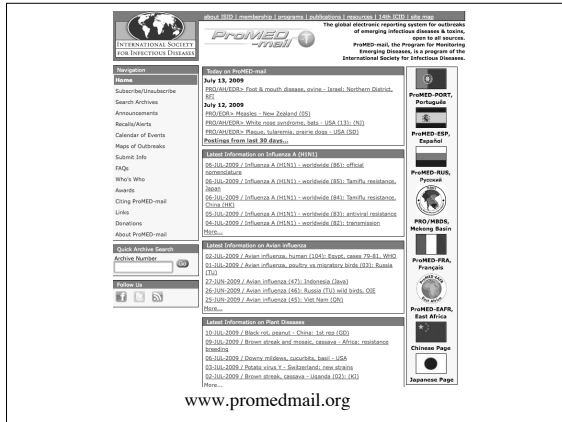 about ISID | membership | programs | publications | resources | 14th ICID | site map
INTERNATIONAL SOCIETY
FOR INFECTIOUS DISEASES
ProMED
-mail
The global electronic reporting system for outbreaks
of emerging infectious diseases & toxins,
open to all sources.
ProMED-mail, the Program for Monitoring
Emerging Diseases, is a program of the
International Society for Infectious Diseases.
Navigation
Home
Subscribe/Unsubscribe
Search Archives
Announcements
Recalls/Alerts
Calendar of Events
Maps of Outbreaks
Submit Info
FAQs
Who's Who
Awards
Citing ProMED-mail
Links
Donations
About ProMED-mail
Quick Archive Search
Archive Number
Go
Follow Us
Today on ProMED-mail
July 13, 2009
PRO/AH/EDR> Foot & mouth disease, ovine - Israel: Northern District,
RFI
July 12, 2009
PRO/EDR> Measles - New Zealand (05)
PRO/AH/EDR> White nose syndrome, bats - USA (13): (NJ)
PRO/AH/EDR> Plague, tularemia, prairie dogs - USA (SD)
Postings from last 30 days...
Latest Information on Influenza A (H1N1)
06-JUL-2009 / Influenza A (H1N1) - worldwide (86): official
nomenclature
06-JUL-2009 / Influenza A (H1N1) - worldwide (85): Tamiflu resistance,
Japan
06-JUL-2009 / Influenza A (H1N1) - worldwide (84): Tamiflu resistance,
China (HK)
05-JUL-2009 / Influenza A (H1N1) - worldwide (83): antiviral resistance
04-JUL-2009 / Influenza A (H1N1) - worldwide (82): transmission
More...
Latest Information on Avian influenza
02-JUL-2009 / Avian influenza, human (104): Egypt, cases 79-81, WHO
01-JUL-2009 / Avian influenza, poultry vs migratory birds (03): Russia
(TU)
27-JUN-2009 / Avian influenza (47): Indonesia (Java)
26-JUN-2009 / Avian influenza (46): Russia (TU) wild birds, OIE
25-JUN-2009 / Avian influenza (45): Viet Nam (QN)
More...
Latest Information on Plant Diseases
10-JUL-2009 / Black rot, peanut - China: 1st rep (GD)
09-JUL-2009 / Brown streak and mosaic, cassava - Africa: resistance
breeding
06-JUL-2009 / Downy mildews, cucurbits, basil - USA
03-JUL-2009 / Potato virus Y - Switzerland: new strains
02-JUL-2009 / Brown streak, cassava - Uganda (02): (KJ)
More...
ProMED-PORT,
Português
ProMED-ESP,
Español
ProMED-RUS,
Русский
PRO/MBDS,
Mekong Basin
ProMED-FRA,
Français
ProMED-EAFR,
East Africa
Chinese Page
Japanese Page
www.promedmail.org